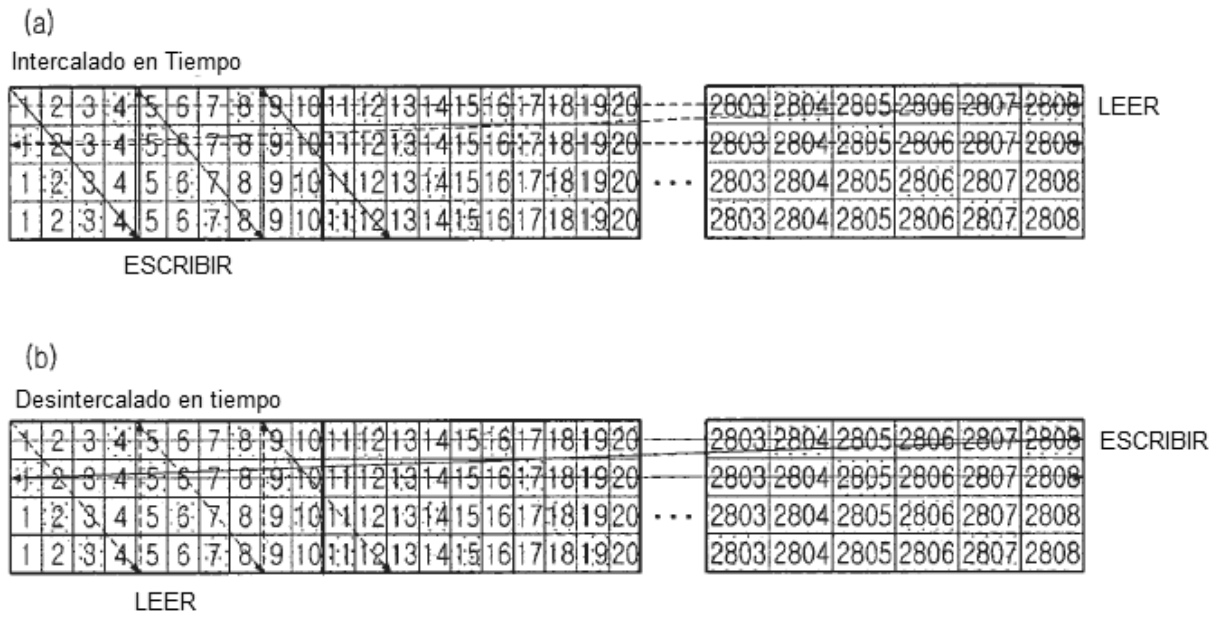 (a)
Intercalado en Tiempo
1 2 3 4 5 6 7 8 9 10 11 12 13 14 15 16 17 18 19 20 2803 2804 2805 2806 2807 2808 LEER
1 2 3 4 5 6 7 8 9 10 11 12 13 14 15 16 17 18 19 20 2803 2804 2805 2806 2807 2808
1 2 3 4 5 6 7 8 9 10 11 12 13 14 15 16 17 18 19 20 ... 2803 2804 2805 2806 2807 2808
1 2 3 4 5 6 7 8 9 10 11 12 13 14 15 16 17 18 19 20 2803 2804 2805 2806 2807 2808
ESCRIBIR
(b)
Desintercalado en tiempo
1 2 3 4 5 6 7 8 9 10 11 12 13 14 15 16 17 18 19 20 2803 2804 2805 2806 2807 2808 ESCRIBIR
1 2 3 4 5 6 7 8 9 10 11 12 13 14 15 16 17 18 19 20 2803 2804 2805 2806 2807 2808
1 2 3 4 5 6 7 8 9 10 11 12 13 14 15 16 17 18 19 20 ... 2803 2804 2805 2806 2807 2808
1 2 3 4 5 6 7 8 9 10 11 12 13 14 15 16 17 18 19 20 2803 2804 2805 2806 2807 2808
LEER